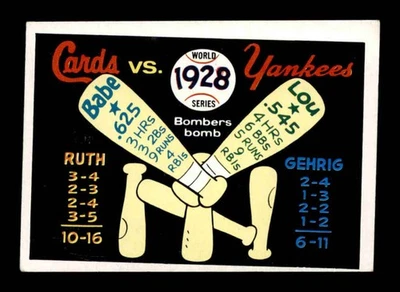 Cards vs. Yankees
WORLD
1928
SERIES
Bombers
bomb
Babe
.625
3 HRs
3 2Bs
9 RUNS
4 RBIs
Lou
.545
4 HRs
6 BBs
5 RUNS
9 RBIs
RUTH
3-4
2-3
2-4
3-5
10-16
GEHRIG
2-4
1-3
2-2
1-2
6-11